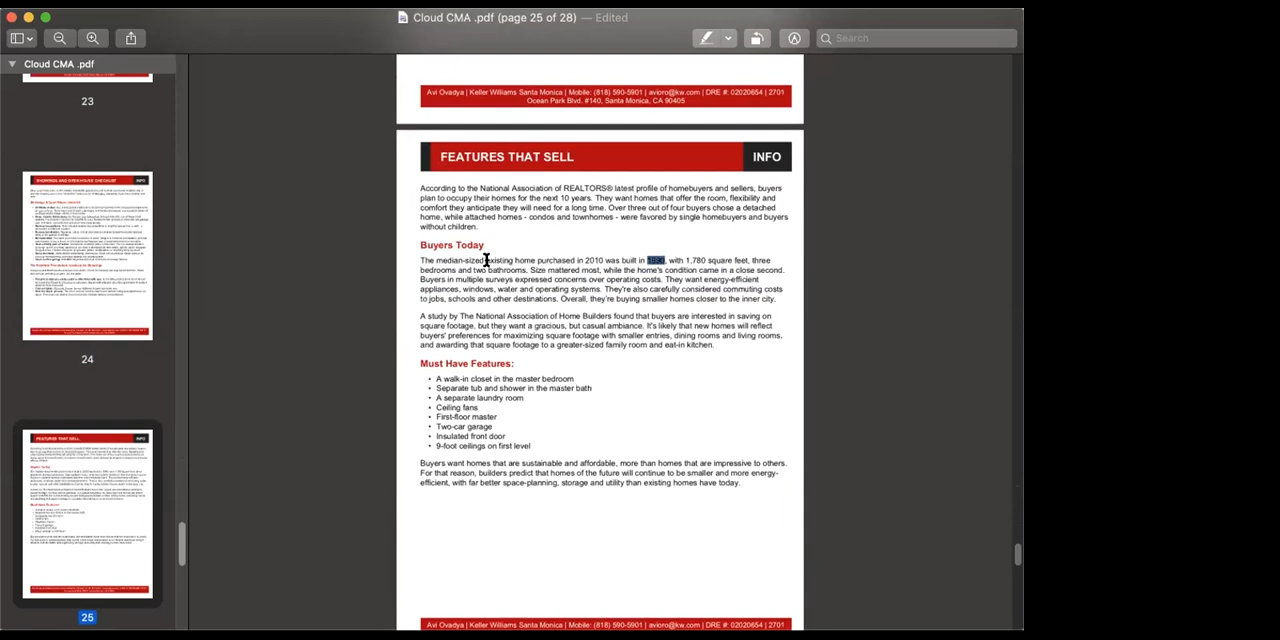 Cloud CMA .pdf (page 25 of 28) — Edited
Search
Cloud CMA .pdf
23
24
25
Avi Ovadya | Keller Williams Santa Monica | Mobile: (818) 590-5901 | avioro@kw.com | DRE #: 02020654 | 2701
Ocean Park Blvd. #140, Santa Monica, CA 90405
FEATURES THAT SELL
INFO
According to the National Association of REALTORS® latest profile of homebuyers and sellers, buyers
plan to occupy their homes for the next 10 years. They want homes that offer the room, flexibility and
comfort they anticipate they will need for a long time. Over three out of four buyers chose a detached
home, while attached homes - condos and townhomes - were favored by single homebuyers and buyers
without children.
Buyers Today
The median-sized existing home purchased in 2010 was built in 1990, with 1,780 square feet, three
bedrooms and two bathrooms. Size mattered most, while the home's condition came in a close second.
Buyers in multiple surveys expressed concerns over operating costs. They want energy-efficient
appliances, windows, water and operating systems. They're also carefully considered commuting costs
to jobs, schools and other destinations. Overall, they're buying smaller homes closer to the inner city.
A study by The National Association of Home Builders found that buyers are interested in saving on
square footage, but they want a gracious, but casual ambiance. It's likely that new homes will reflect
buyers' preferences for maximizing square footage with smaller entries, dining rooms and living rooms,
and awarding that square footage to a greater-sized family room and eat-in kitchen.
Must Have Features:
• A walk-in closet in the master bedroom
• Separate tub and shower in the master bath
• A separate laundry room
• Ceiling fans
• First-floor master
• Two-car garage
• Insulated front door
• 9-foot ceilings on first level
Buyers want homes that are sustainable and affordable, more than homes that are impressive to others.
For that reason, builders predict that homes of the future will continue to be smaller and more energy-
efficient, with far better space-planning, storage and utility than existing homes have today.
Avi Ovadya | Keller Williams Santa Monica | Mobile: (818) 590-5901 | avioro@kw.com | DRE #: 02020654 | 2701